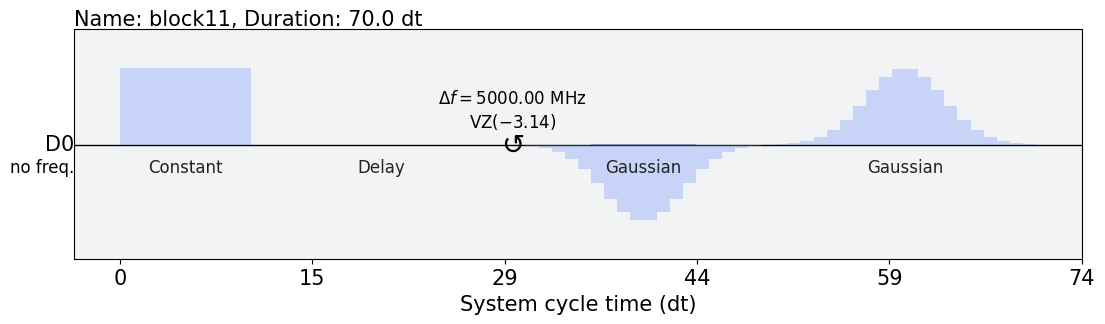 Name: block11, Duration: 70.0 dt
Δf = 5000.00 MHz
VZ(−3.14)
D0 ↺
no freq. Constant Delay Gaussian Gaussian
0 15 29 44 59 74
System cycle time (dt)